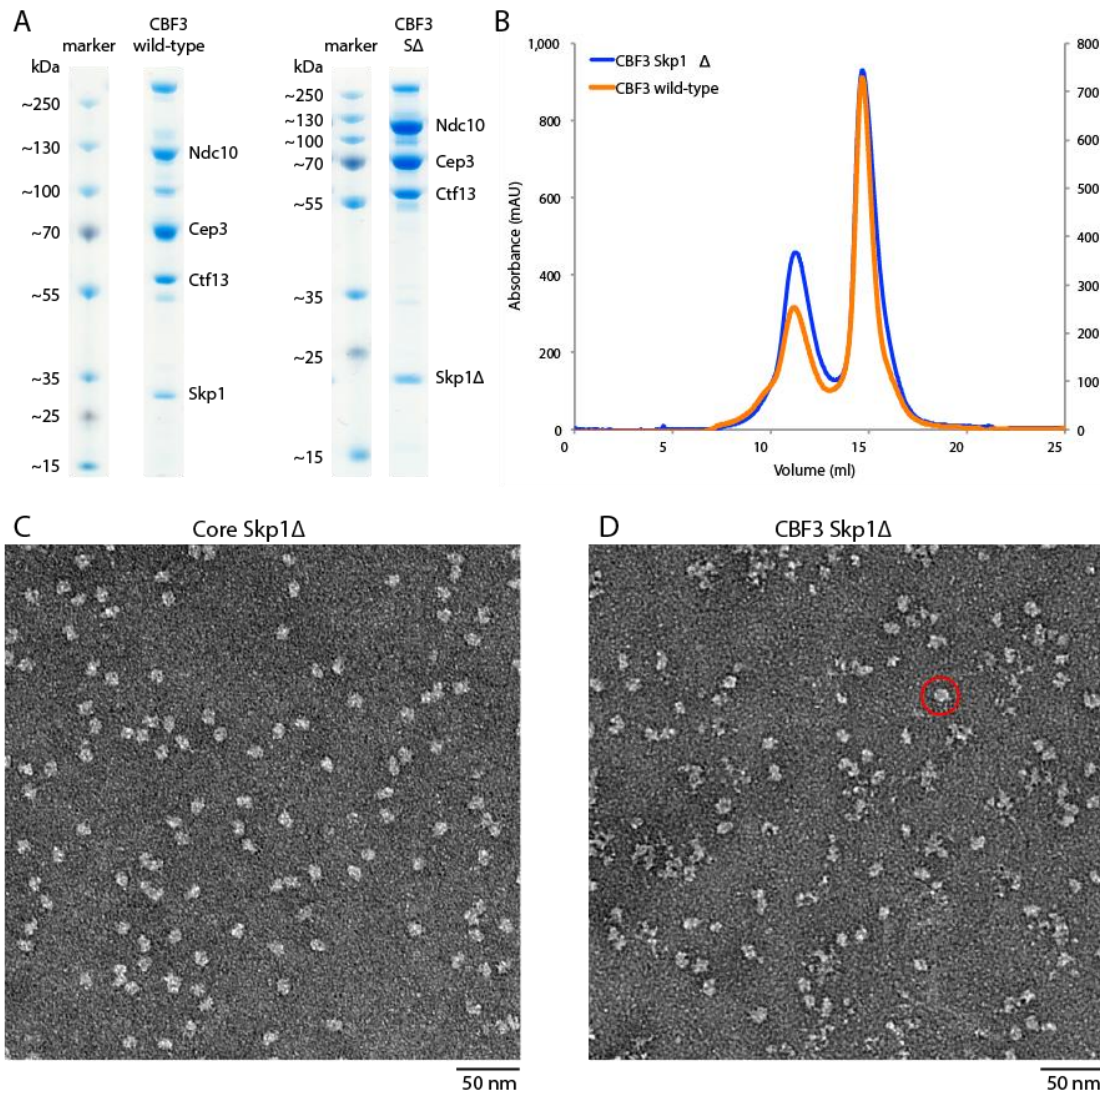 A
B
CBF3
marker wild-type
kDa
~250
~130
~100
~70
~55
~35
~25
~15
Ndc10
Cep3
Ctf13
Skp1
CBF3
marker SΔ
kDa
~250
~130
~100
~70
~55
~35
~25
~15
Ndc10
Cep3
Ctf13
Skp1Δ
CBF3 Skp1 Δ
CBF3 wild-type
Absorbance (mAU)
1,000
800
600
400
200
0
800
700
600
500
400
300
200
100
0
0 5 10 15 20 25
Volume (ml)
C Core Skp1Δ
D CBF3 Skp1Δ
50 nm
50 nm